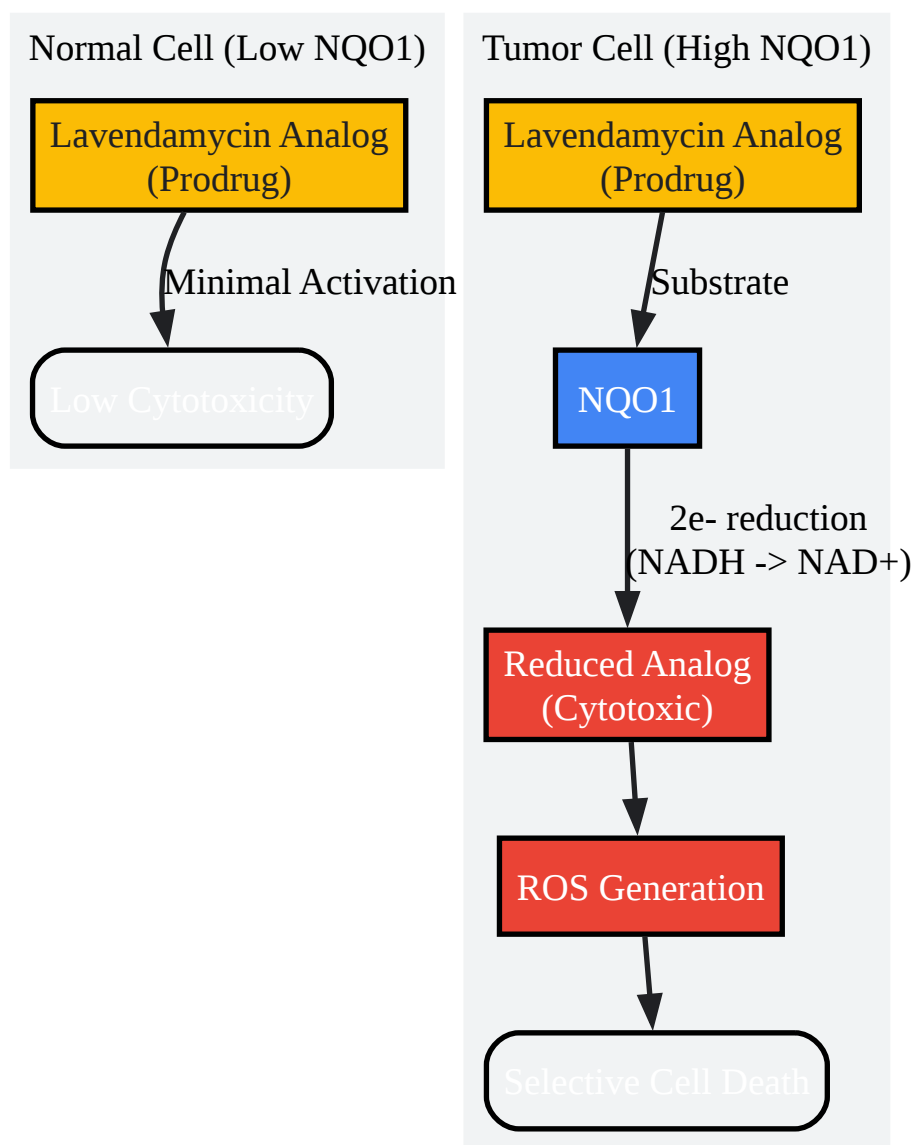 Normal Cell (Low NQO1)
Lavendamycin Analog
(Prodrug)
Minimal Activation
Low Cytotoxicity
Tumor Cell (High NQO1)
Lavendamycin Analog
(Prodrug)
Substrate
NQO1
2e- reduction
(NADH -> NAD+)
Reduced Analog
(Cytotoxic)
ROS Generation
Selective Cell Death